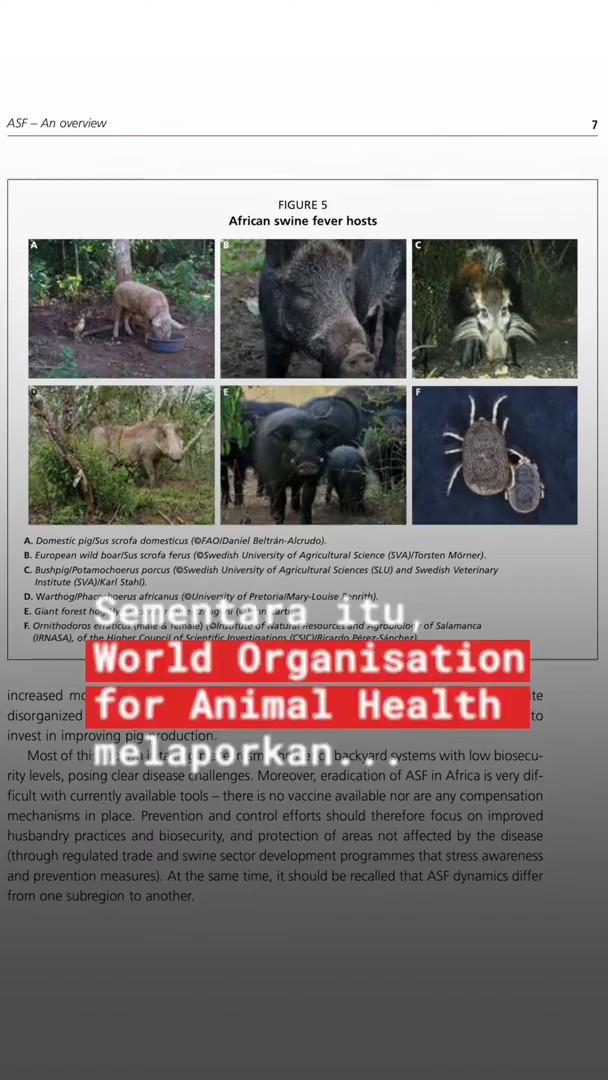 ASF – An overview
7
FIGURE 5
African swine fever hosts
A
B
C
D
E
F
A. Domestic pig/Sus scrofa domesticus (©FAO/Daniel Beltrán-Alcrudo).
B. European wild boar/Sus scrofa ferus (©Swedish University of Agricultural Science (SVA)/Torsten Mörner).
C. Bushpig/Potamochoerus porcus (©Swedish University of Agricultural Sciences (SLU) and Swedish Veterinary
Institute (SVA)/Karl Stahl).
D. Warthog/Phacochoerus africanus (©University of Pretoria/Mary-Louise Penrith).
E. Giant forest
F. Ornithodoros erraticus (male & female) (©Institute of Natural Resources and Agrobiology of Salamanca
(IRNASA), of the Higher Council of Scientific Investigations (CSIC)/Ricardo Pérez-Sánchez).
Sementara itu,
World Organisation
for Animal Health
melaporkan...
increased
disorganized to
invest in improving pig production.
Most of this backyard systems with low biosecu-
rity levels, posing clear disease challenges. Moreover, eradication of ASF in Africa is very dif-
ficult with currently available tools – there is no vaccine available nor are any compensation
mechanisms in place. Prevention and control efforts should therefore focus on improved
husbandry practices and biosecurity, and protection of areas not affected by the disease
(through regulated trade and swine sector development programmes that stress awareness
and prevention measures). At the same time, it should be recalled that ASF dynamics differ
from one subregion to another.